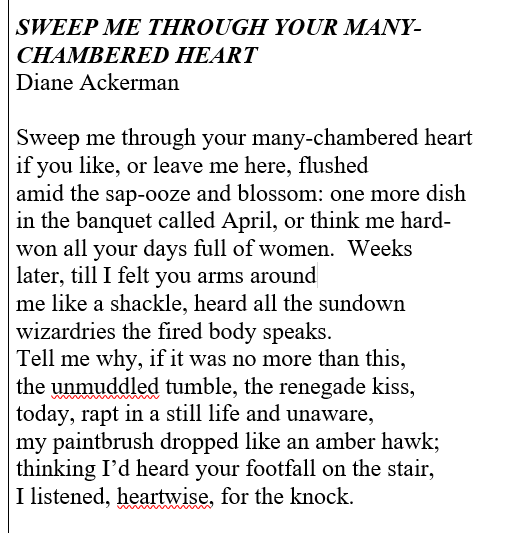 SWEEP ME THROUGH YOUR MANY-
CHAMBERED HEART
Diane Ackerman
Sweep me through your many-chambered heart
if you like, or leave me here, flushed
amid the sap-ooze and blossom: one more dish
in the banquet called April, or think me hard-
won all your days full of women.  Weeks
later, till I felt you arms around
me like a shackle, heard all the sundown
wizardries the fired body speaks.
Tell me why, if it was no more than this,
the unmuddled tumble, the renegade kiss,
today, rapt in a still life and unaware,
my paintbrush dropped like an amber hawk;
thinking I’d heard your footfall on the stair,
I listened, heartwise, for the knock.